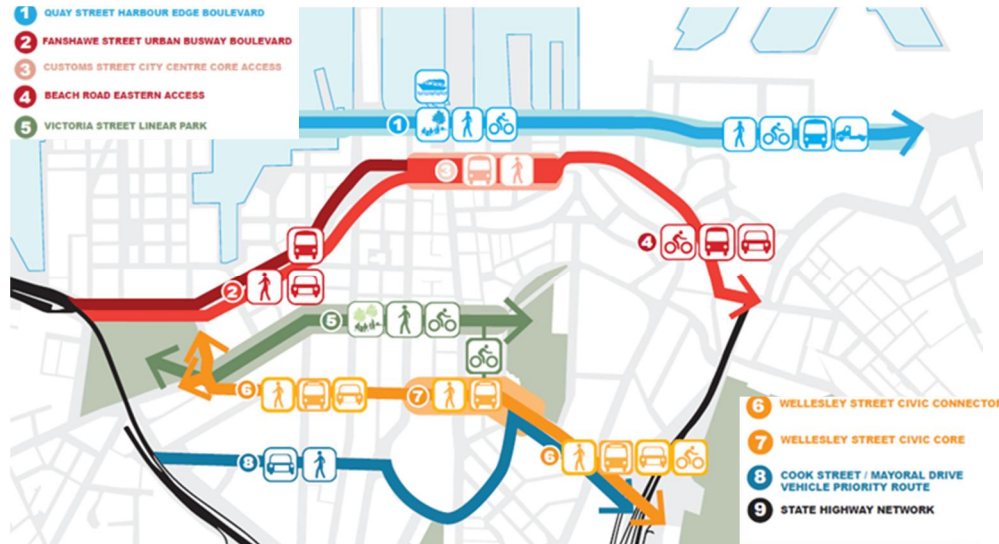 1 QUAY STREET HARBOUR EDGE BOULEVARD
2 FANSHAWE STREET URBAN BUSWAY BOULEVARD
3 CUSTOMS STREET CITY CENTRE CORE ACCESS
4 BEACH ROAD EASTERN ACCESS
5 VICTORIA STREET LINEAR PARK
1
3
4
2
5
6
7
6
8
6 WELLESLEY STREET CIVIC CONNECTO
7 WELLESLEY STREET CIVIC CORE
8 COOK STREET / MAYORAL DRIVE
VEHICLE PRIORITY ROUTE
9 STATE HIGHWAY NETWORK